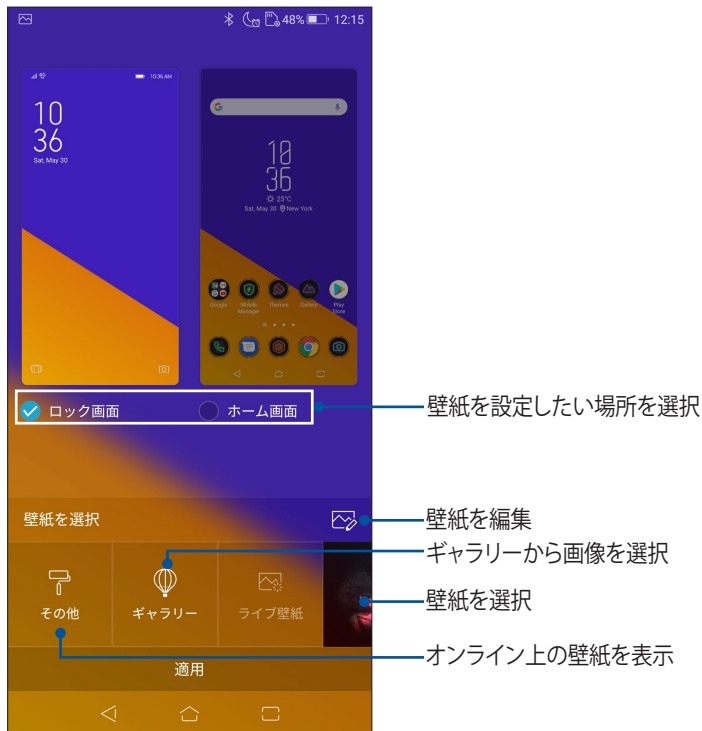 48% 12:15
10:36 AM
10
36
Sat, May 30
G
10
36
25°C
Sat, May 30 New York
Google
Mobile Manager
Themes
Gallery
Play Store
ロック画面
ホーム画面
壁紙を設定したい場所を選択
壁紙を選択
壁紙を編集
ギャラリーから画像を選択
その他
ギャラリー
ライブ壁紙
壁紙を選択
オンライン上の壁紙を表示
適用